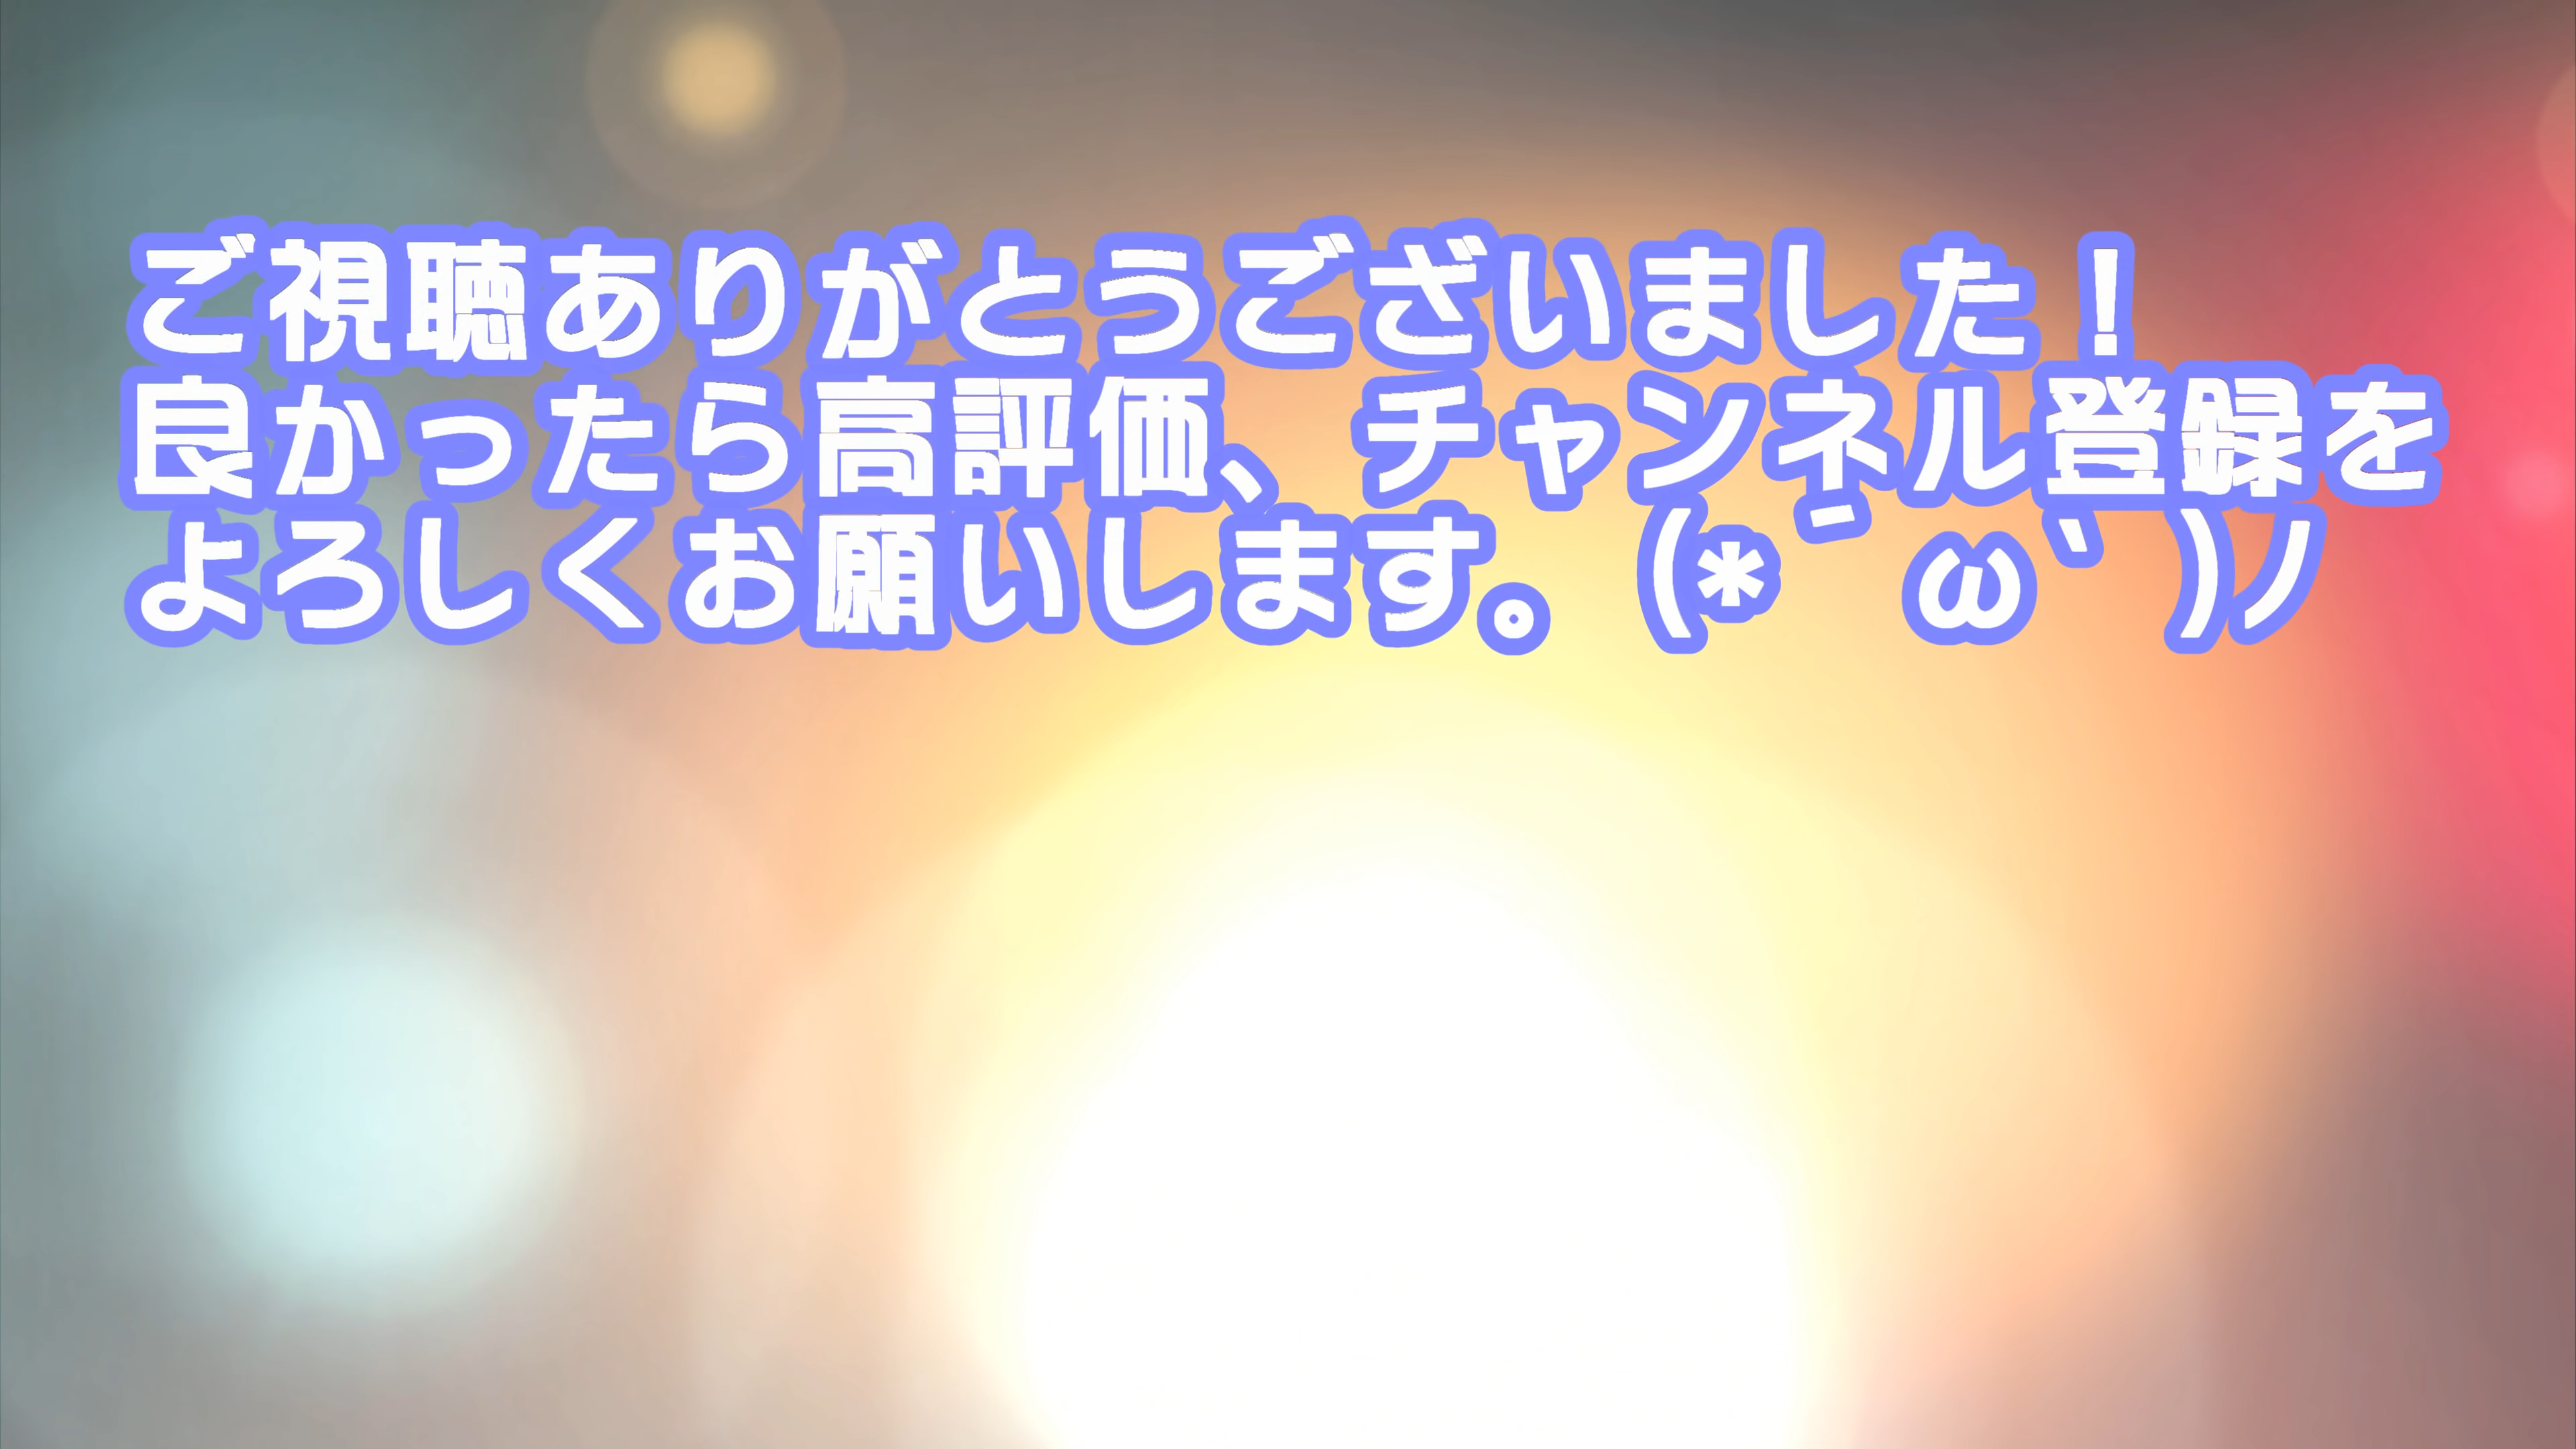 ご視聴ありがとうございました！
良かったら高評価、チャンネル登録を
よろしくお願いします。(*´ω｀)ﾉ